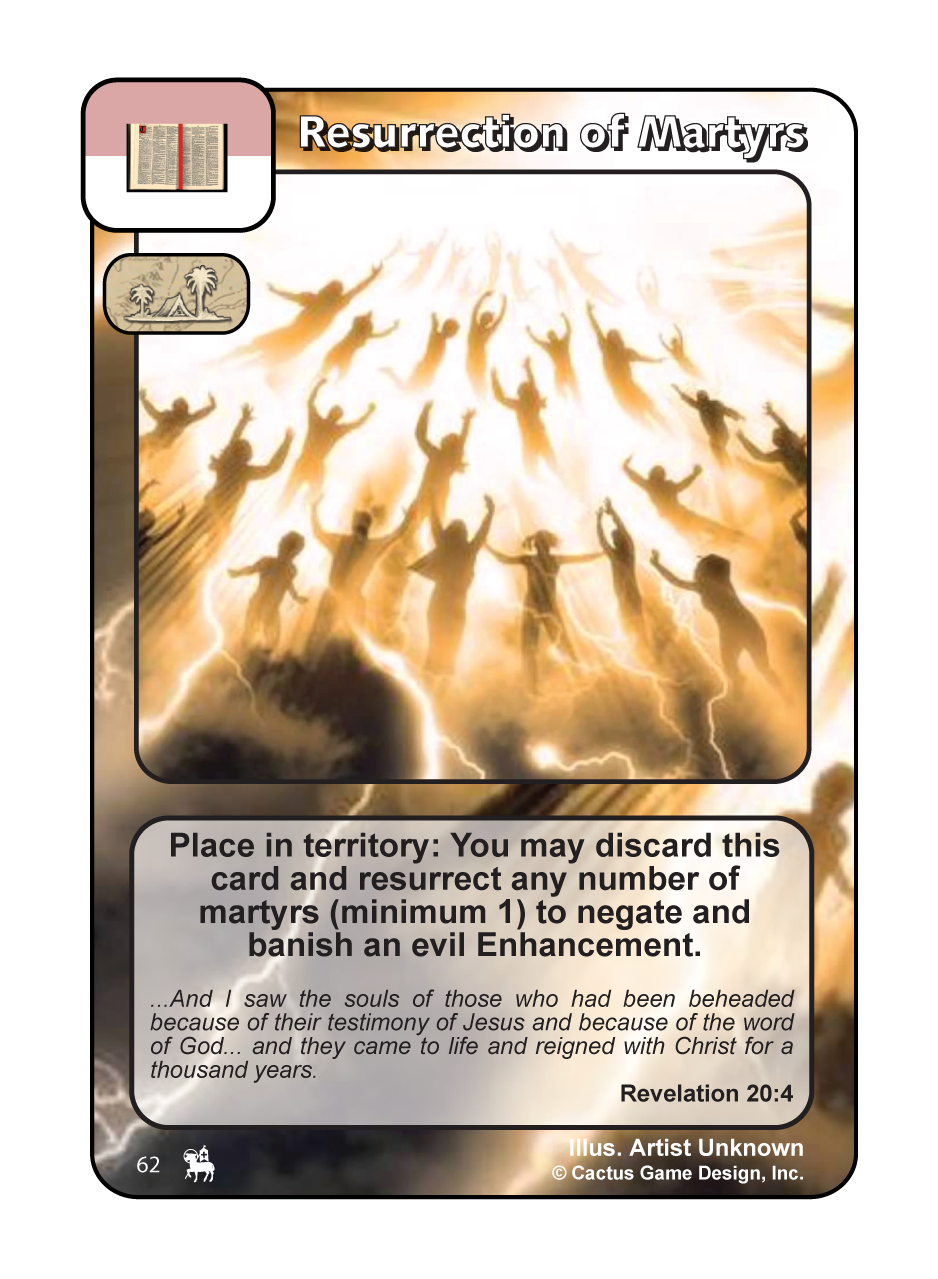 Resurrection of Martyrs
Place in territory: You may discard this
card and resurrect any number of
martyrs (minimum 1) to negate and
banish an evil Enhancement.
...And I saw the souls of those who had been beheaded
because of their testimony of Jesus and because of the word
of God... and they came to life and reigned with Christ for a
thousand years.
Revelation 20:4
62
Illus. Artist Unknown
© Cactus Game Design, Inc.